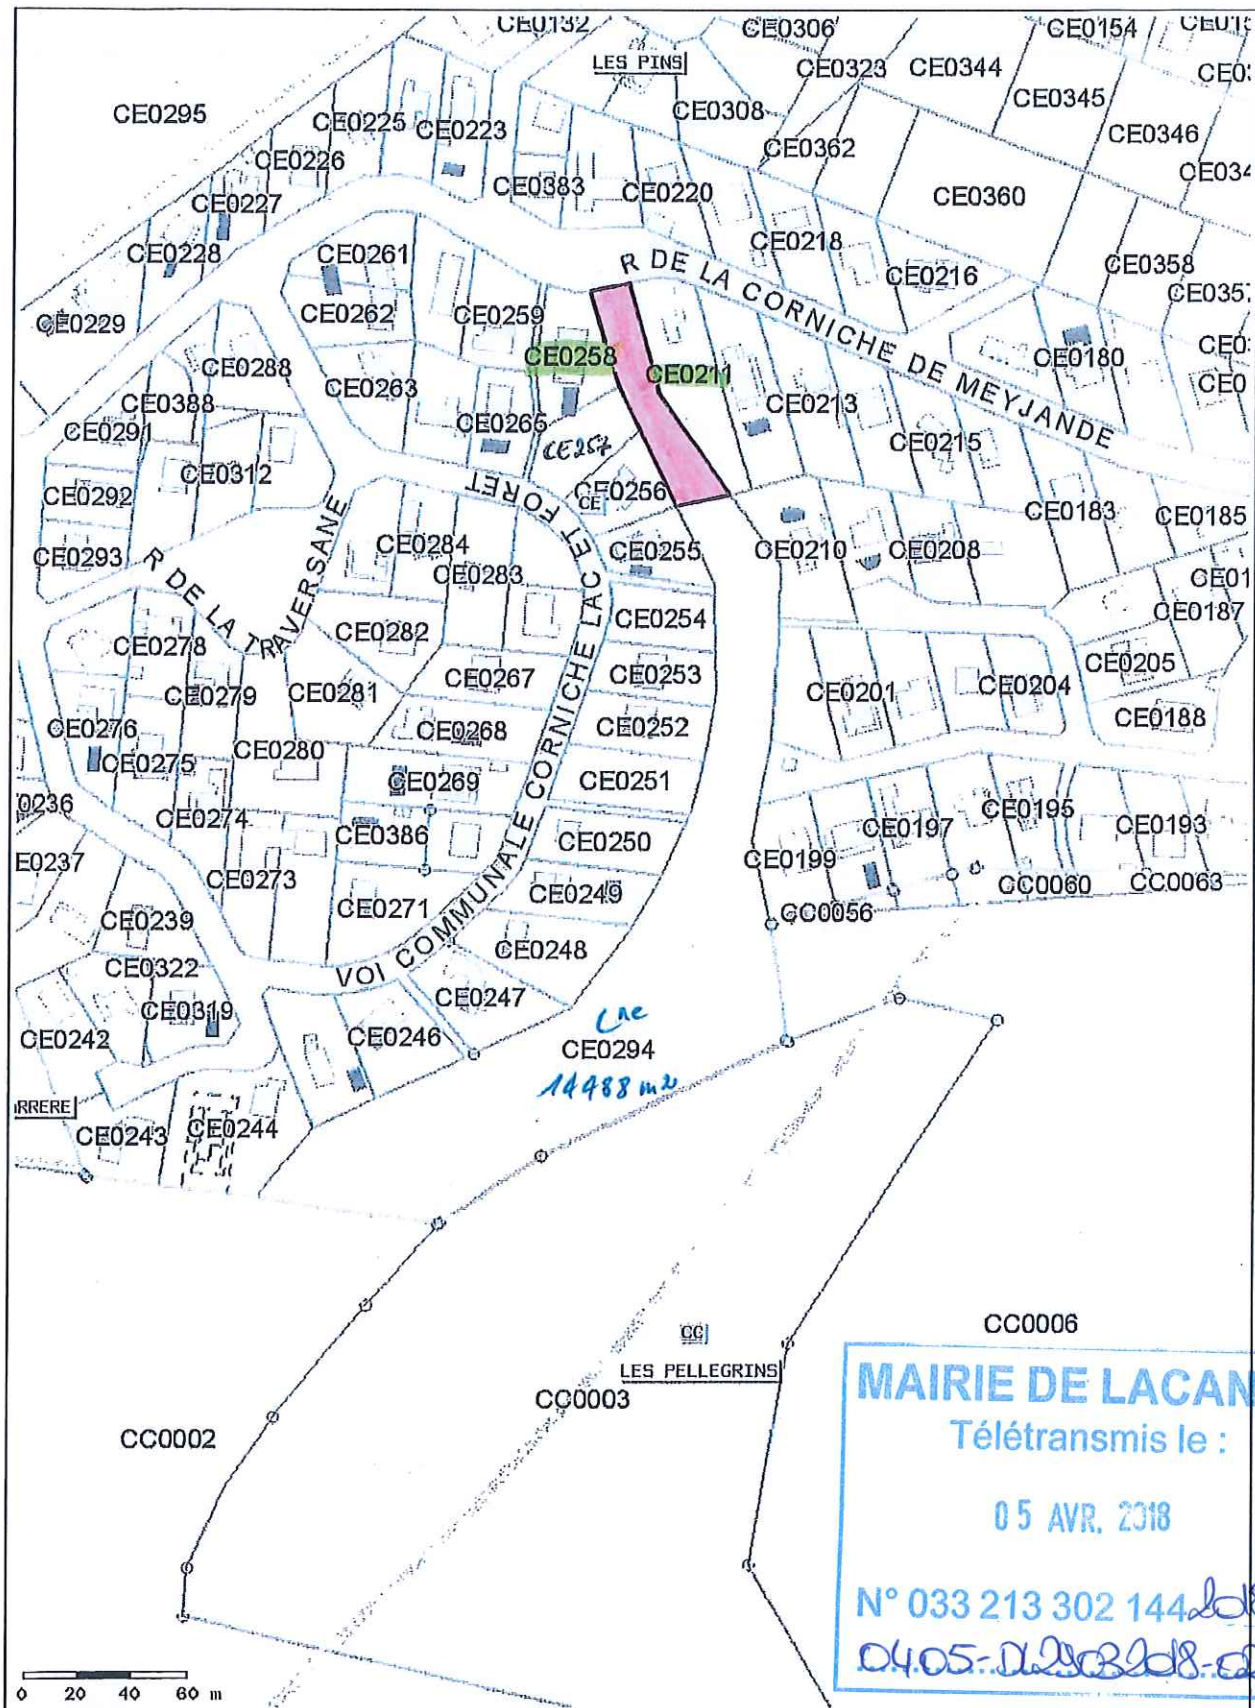 CE0132
CE0306
CE0154
LES PINS
CE0323
CE0344
CE0295
CE0225
CE0223
CE0308
CE0345
CE0346
CE0226
CE0362
CE0227
CE0383
CE0220
CE0360
CE0228
CE0261
CE0218
CE0216
CE0358
R DE LA CORNICHE DE MEYJANDE
CE0229
CE0262
CE0259
CE0258
CE0211
CE0180
CE0288
CE0263
CE0388
CE0213
CE0291
CE0265
CE257
CE0215
CE0312
CE0292
CE0256
CE
CE0183
CE0185
CE0293
CE0284
CE0283
CE0255
CE0210
CE0208
R DE LA TRAVERSANE
VOI COMMUNALE CORNICHE LAC ET FORET
CE0187
CE0278
CE0282
CE0254
CE0205
CE0279
CE0281
CE0267
CE0253
CE0201
CE0204
CE0188
CE0276
CE0268
CE0252
CE0275
CE0280
CE0269
CE0251
0236
CE0274
CE0386
CE0250
CE0197
CE0195
CE0193
E0237
CE0273
CE0199
CE0271
CE0249
CC0060
CC0063
CE0239
CC0056
CE0248
CE0322
CE0319
CE0247
CE0242
CE0246
Cne
CE0294
14488 m2
RRERE
CE0243
CE0244
CC0006
CC
LES PELLEGRINS
CC0003
CC0002
MAIRIE DE LACAN
Télétransmis le :
05 AVR. 2018
N° 033 213 302 144
0 20 40 60 m